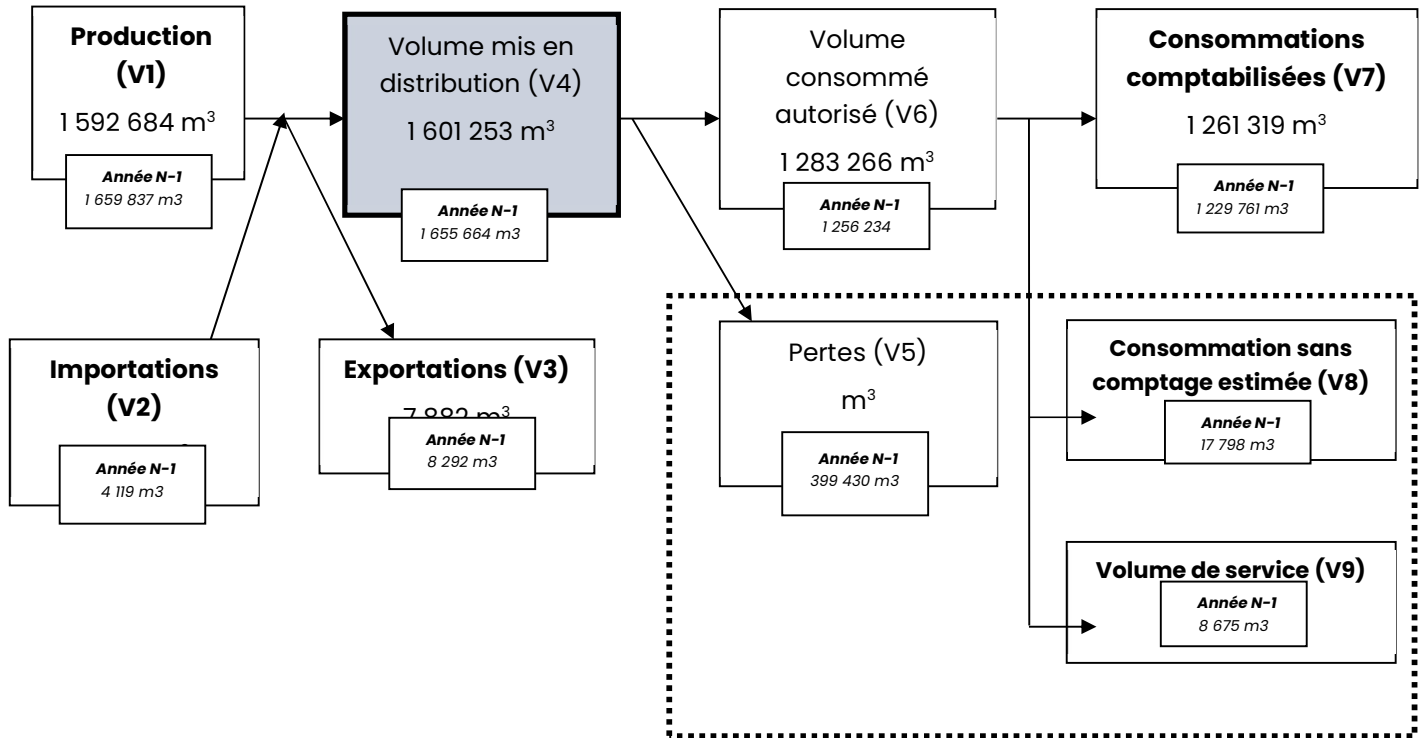 Production
(V1)
1 592 684 m³
Année N-1
1 659 837 m3
Volume mis en
distribution (V4)
1 601 253 m³
Année N-1
1 655 664 m3
Volume
consommé
autorisé (V6)
1 283 266 m³
Année N-1
1 256 234
Consommations
comptabilisées (V7)
1 261 319 m³
Année N-1
1 229 761 m3
Importations
(V2)
Année N-1
4 119 m3
Exportations (V3)
7 882 m³
Année N-1
8 292 m3
Pertes (V5)
m³
Année N-1
399 430 m3
Consommation sans
comptage estimée (V8)
Année N-1
17 798 m3
Volume de service (V9)
Année N-1
8 675 m3